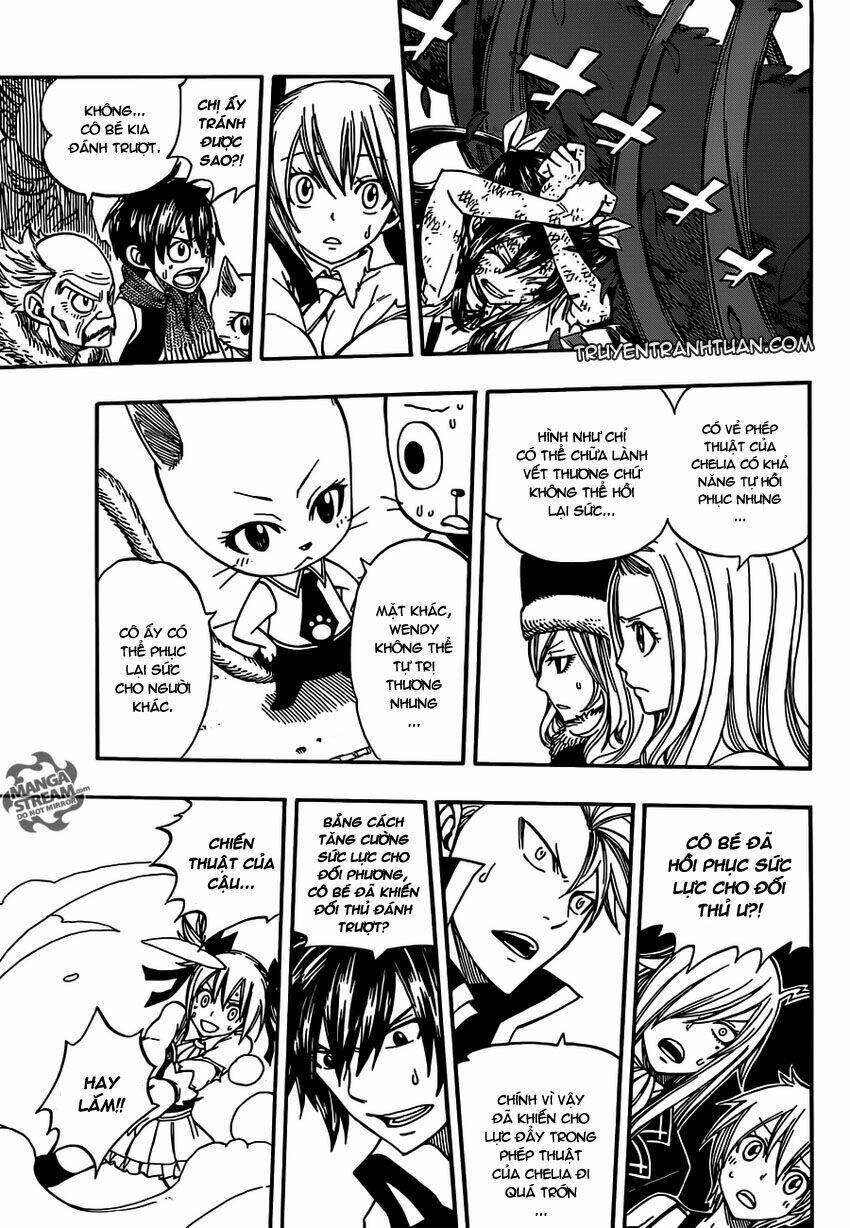 CHỊ ẤY
TRÁNH
ĐƯỢC
SAO?!
KHÔNG...
CÔ BÉ KIA
ĐÁNH TRƯỢT.
TRUYENTRANHTUAN.COM
CÓ VẺ PHÉP
THUẬT CỦA
CHELIA CÓ KHẢ
NĂNG TỰ HỒI
PHỤC NHƯNG
...
HÌNH NHƯ CHỈ
CÓ THỂ CHỮA LÀNH
VẾT THƯƠNG CHỨ
KHÔNG THỂ HỒI
LẠI SỨC...
MẶT KHÁC,
WENDY
KHÔNG THỂ
TỰ TRỊ
THƯƠNG
NHƯNG
...
CÔ ẤY CÓ
THỂ PHỤC
LẠI SỨC
CHO NGƯỜI
KHÁC.
MANGA
STREAM.com
DO NOT MIRROR
CÔ BÉ ĐÃ
HỒI PHỤC SỨC
LỰC CHO ĐỐI
THỦ Ư?!
CHÍNH VÌ VẬY
ĐÃ KHIẾN CHO
LỰC ĐẨY TRONG
PHÉP THUẬT
CỦA CHELIA ĐI
QUÁ TRỚN
...
BẰNG CÁCH
TĂNG CƯỜNG
SỨC LỰC CHO
ĐỐI PHƯƠNG,
CÔ BÉ ĐÃ KHIẾN
ĐỐI THỦ ĐÁNH
TRƯỢT?
CHIẾN
THUẬT CỦA
CẬU...
HAY
LẮM!!